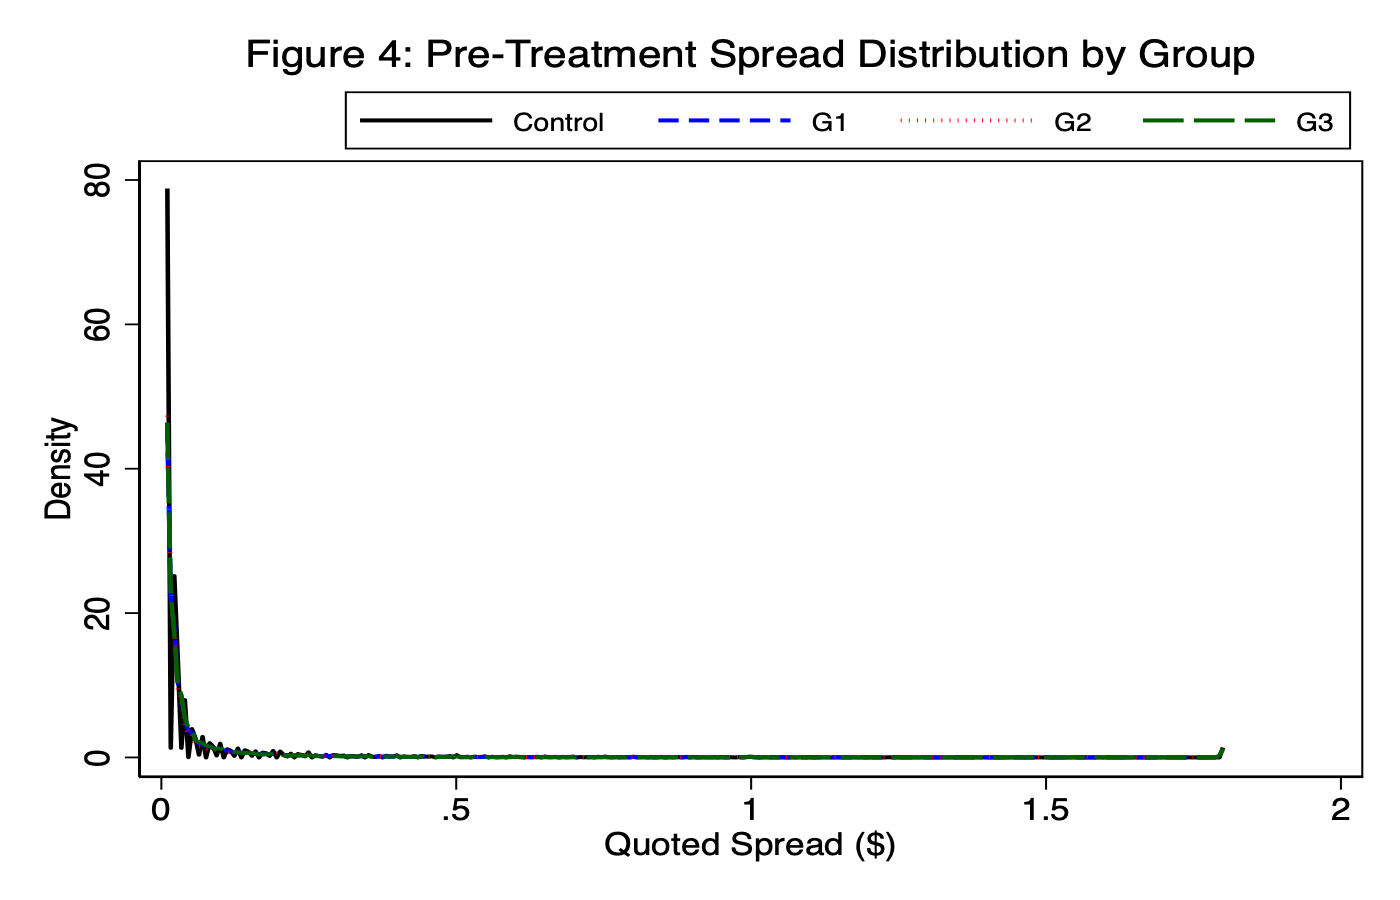 Figure 4: Pre-Treatment Spread Distribution by Group
Control G1 G2 G3
80
60
40
20
0
Density
0 .5 1 1.5 2
Quoted Spread ($)